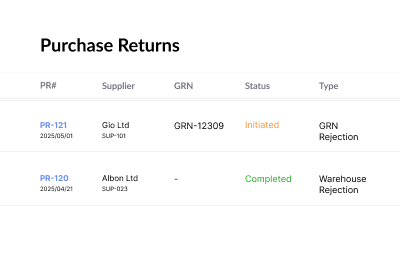 Purchase Returns
PR# Supplier GRN Status Type
PR-121 Gio Ltd GRN-12309 Initiated GRN
2025/05/01 SUP-101 Rejection
PR-120 Albon Ltd - Completed Warehouse
2025/04/21 SUP-023 Rejection